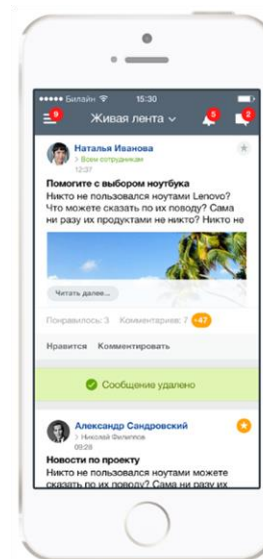 Билайн 15:30
9 Живая лента 5 2
Наталья Иванова
> Всем сотрудникам
12:37
Помогите с выбором ноутбука
Никто не пользовался ноутами Lenovo?
Что можете сказать по их поводу? Сама
ни разу их продуктами не никто? Никто не
Читать далее...
Понравилось: 3 Комментариев: 7 +47
Нравится Комментировать
Сообщение удалено
Александр Сандровский
> Николай Филиппов
09:28
Новости по проекту
Никто не пользовался ноутами можете
сказать по их поводу? Сама ни разу их